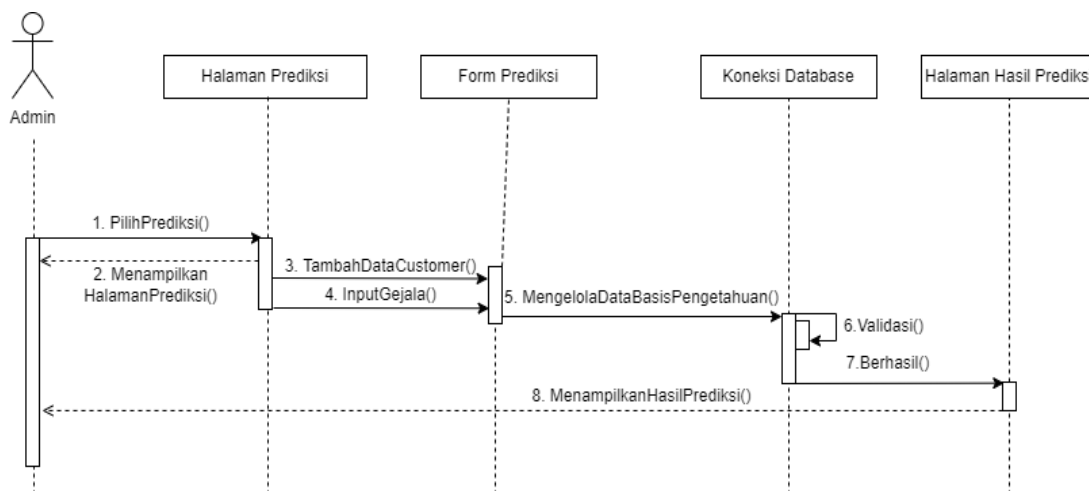 Halaman Prediksi
Form Prediksi
Koneksi Database
Halaman Hasil Prediks
Admin
1. PilihPrediksi()
2. Menampilkan
HalamanPrediksi()
3. TambahDataCustomer()
4. InputGejala()
5. MengelolaDataBasisPengetahuan()
6.Validasi()
7.Berhasil()
8. MenampilkanHasilPrediksi()